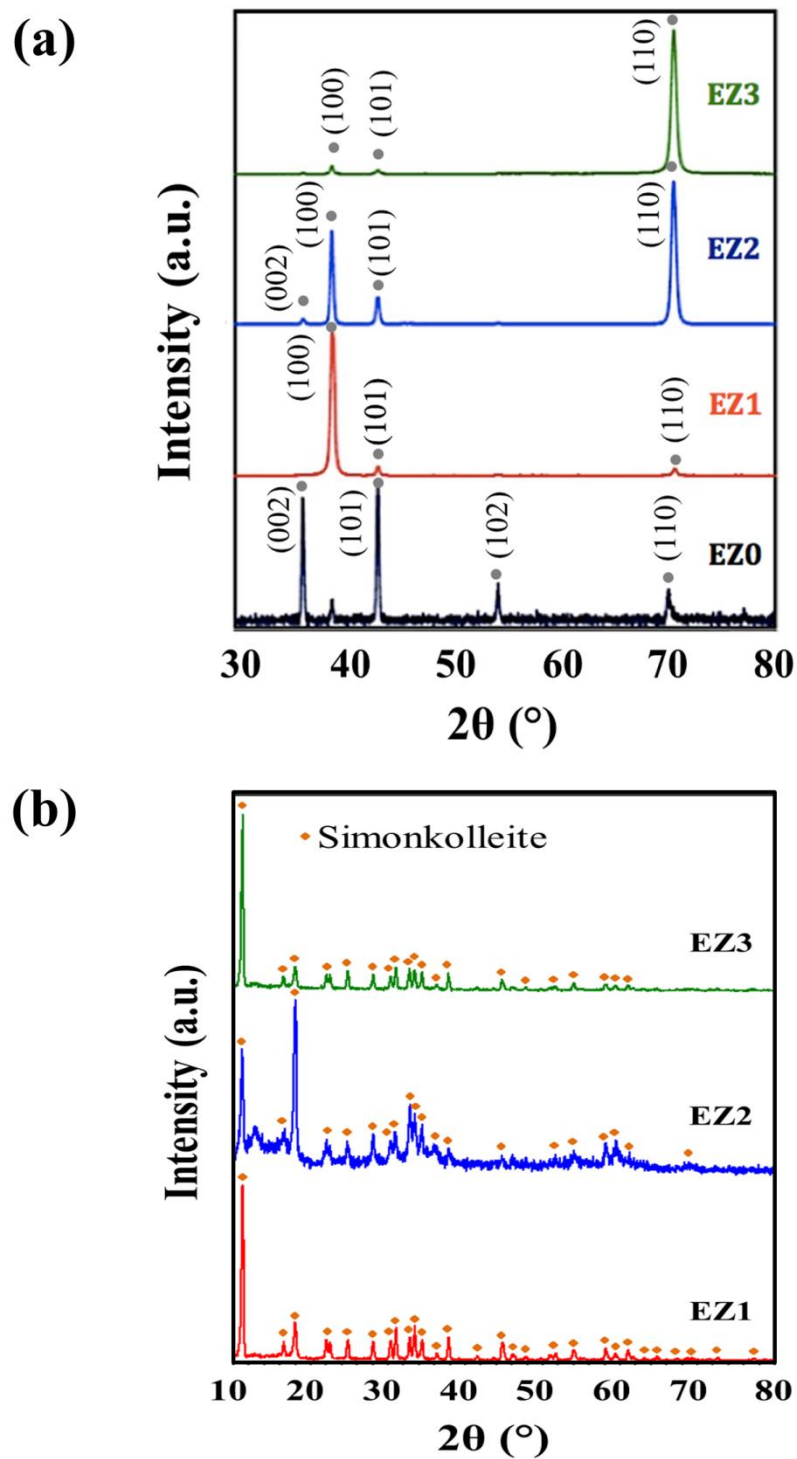 (a)
Intensity (a.u.)
(100)
(101)
(110)
EZ3
(002)
(100)
(101)
(110)
EZ2
(100)
(101)
(110)
EZ1
(002)
(101)
(102)
(110)
EZ0
30 40 50 60 70 80
2θ (°)
(b)
Intensity (a.u.)
Simonkolleite
EZ3
EZ2
EZ1
10 20 30 40 50 60 70 80
2θ (°)